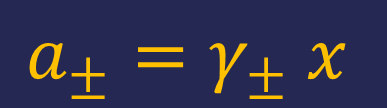 a± = γ± x